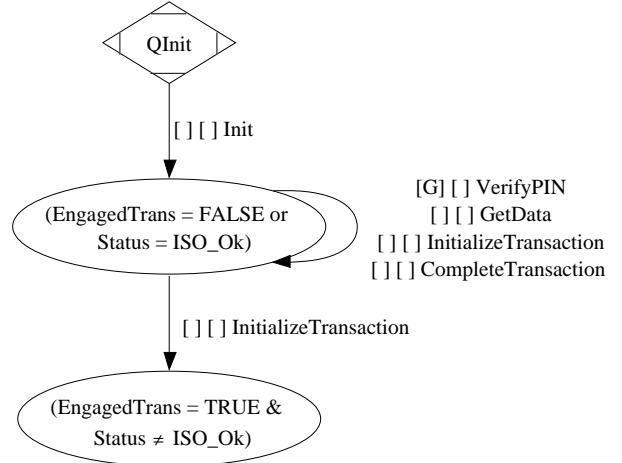 QInit
[ ] [ ] Init
[G] [ ] VerifyPIN
[ ] [ ] GetData
[ ] [ ] InitializeTransaction
[ ] [ ] CompleteTransaction
(EngagedTrans = FALSE or
Status = ISO_Ok)
[ ] [ ] InitializeTransaction
(EngagedTrans = TRUE &
Status ≠ ISO_Ok)